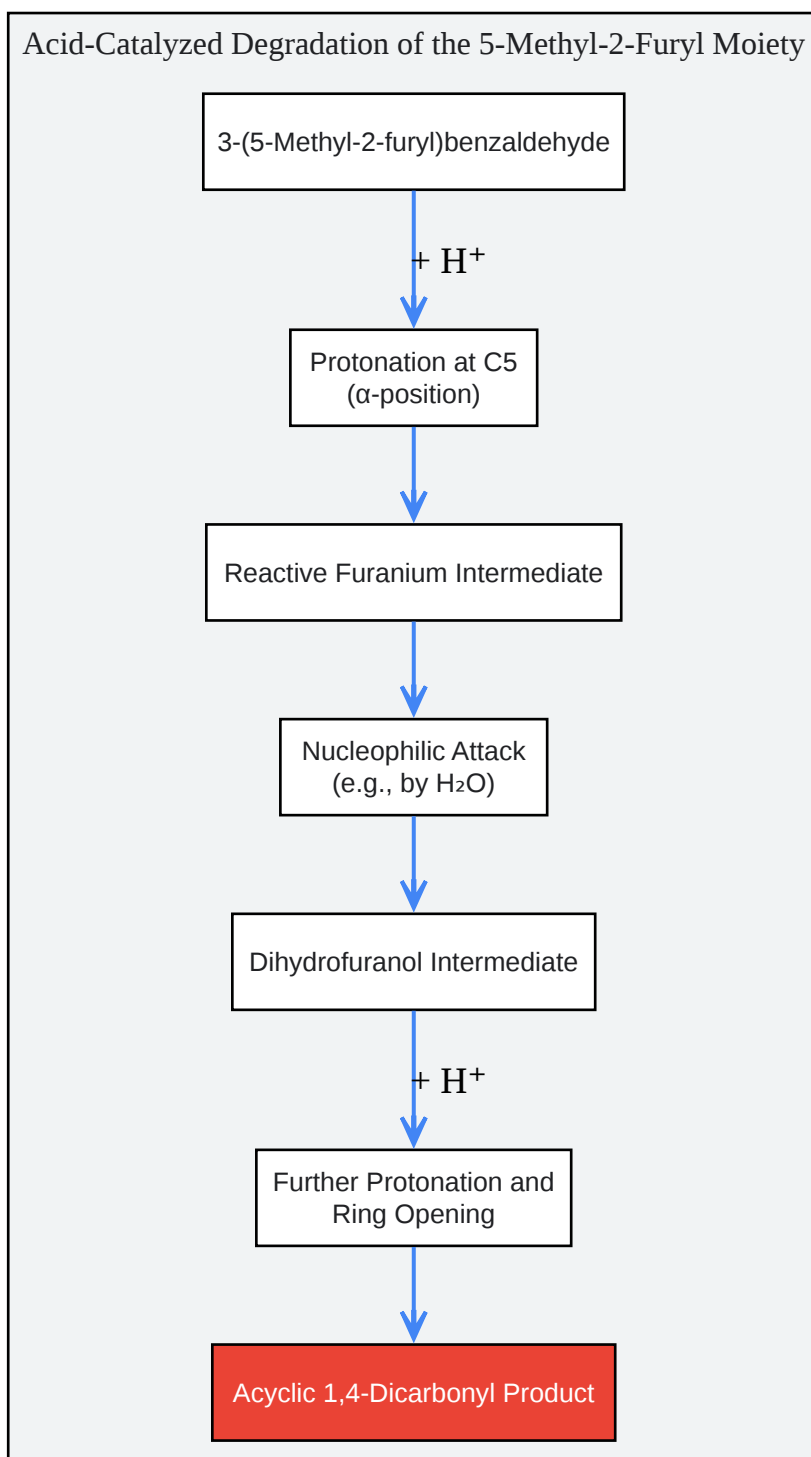 Acid-Catalyzed Degradation of the 5-Methyl-2-Furyl Moiety
3-(5-Methyl-2-furyl)benzaldehyde
+ H⁺
Protonation at C5
(α-position)
Reactive Furanium Intermediate
Nucleophilic Attack
(e.g., by H₂O)
Dihydrofuranol Intermediate
+ H⁺
Further Protonation and
Ring Opening
Acyclic 1,4-Dicarbonyl Product